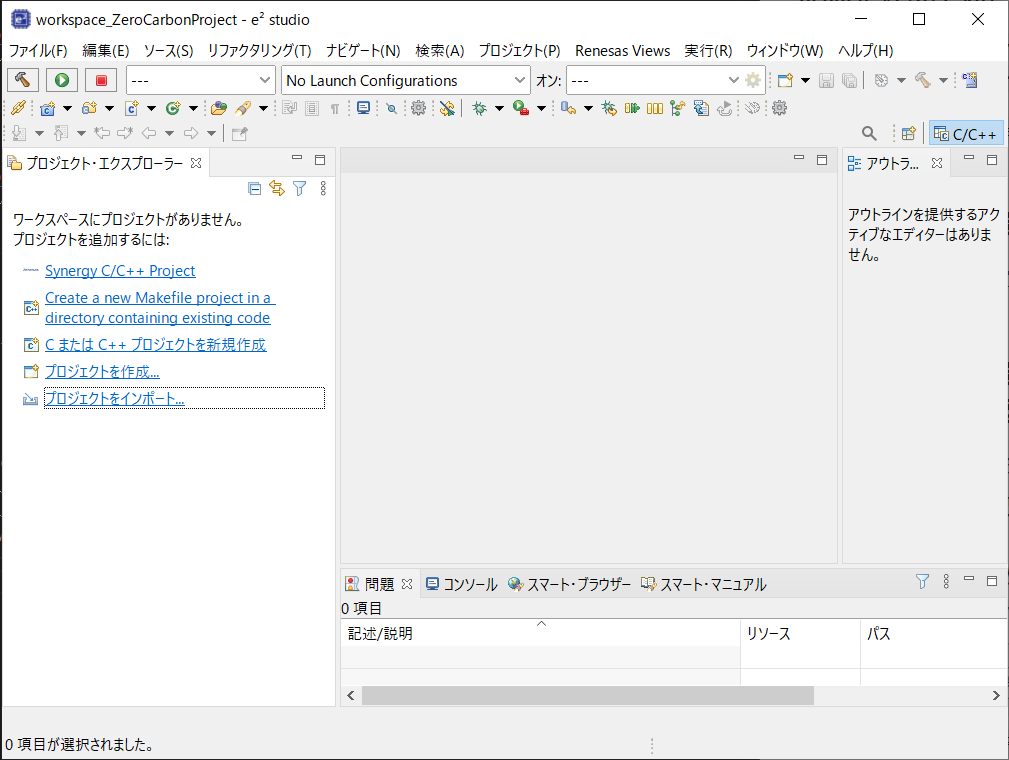 workspace_ZeroCarbonProject - e² studio
ファイル(F) 編集(E) ソース(S) リファクタリング(T) ナビゲート(N) 検索(A) プロジェクト(P) Renesas Views 実行(R) ウィンドウ(W) ヘルプ(H)
--- No Launch Configurations オン: ---
C/C++
プロジェクト・エクスプローラー
アウトラ...
ワークスペースにプロジェクトがありません。
プロジェクトを追加するには:
Synergy C/C++ Project
Create a new Makefile project in a
directory containing existing code
C または C++ プロジェクトを新規作成
プロジェクトを作成...
プロジェクトをインポート...
アウトラインを提供するアク
ティブなエディターはありま
せん。
問題 コンソール スマート・ブラウザー スマート・マニュアル
0 項目
記述/説明 リソース パス
0 項目が選択されました。